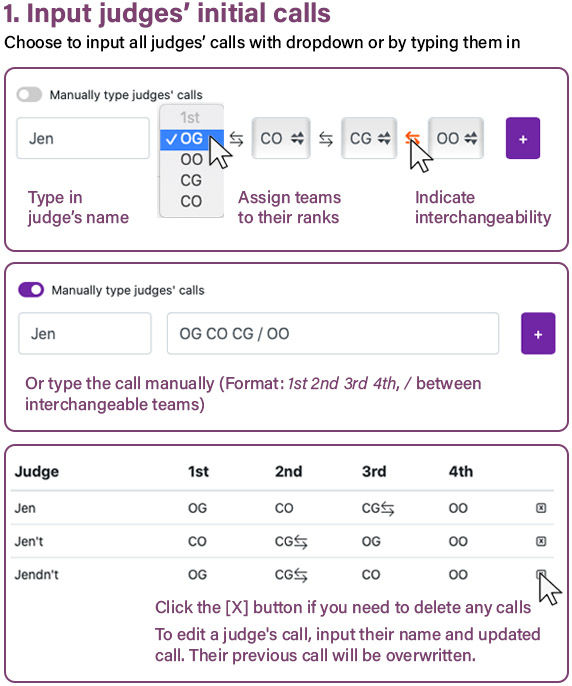 1. Input judges’ initial calls
Choose to input all judges’ calls with dropdown or by typing them in
Manually type judges' calls
1st
Jen ✓ OG ⇆ CO ⇆ CG ⇆ OO +
OO
CG
CO
Type in
judge’s name
Assign teams
to their ranks
Indicate
interchangeability
Manually type judges' calls
Jen OG CO CG / OO +
Or type the call manually (Format: 1st 2nd 3rd 4th, / between
interchangeable teams)
Judge 1st 2nd 3rd 4th
Jen OG CO CG⇆ OO x
Jen't CO CG⇆ OG OO x
Jendn't OG CG⇆ CO OO
Click the [X] button if you need to delete any calls
To edit a judge's call, input their name and updated
call. Their previous call will be overwritten.